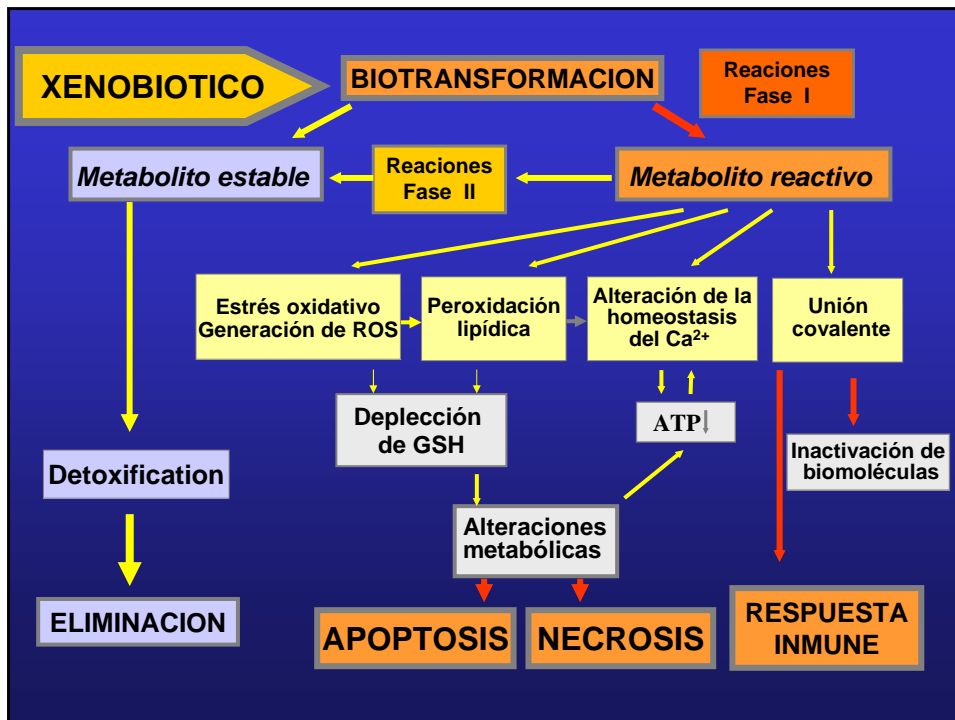 XENOBIOTICO
BIOTRANSFORMACION
Reaciones
Fase I
Metabolito estable
Reaciones
Fase II
Metabolito reactivo
Estrés oxidativo
Generación de ROS
Peroxidación
lipídica
Alteración de la
homeostasis
del Ca²⁺
Unión
covalente
Deplección
de GSH
ATP↓
Inactivación de
biomoléculas
Detoxification
Alteraciones
metabólicas
ELIMINACION
APOPTOSIS
NECROSIS
RESPUESTA
INMUNE